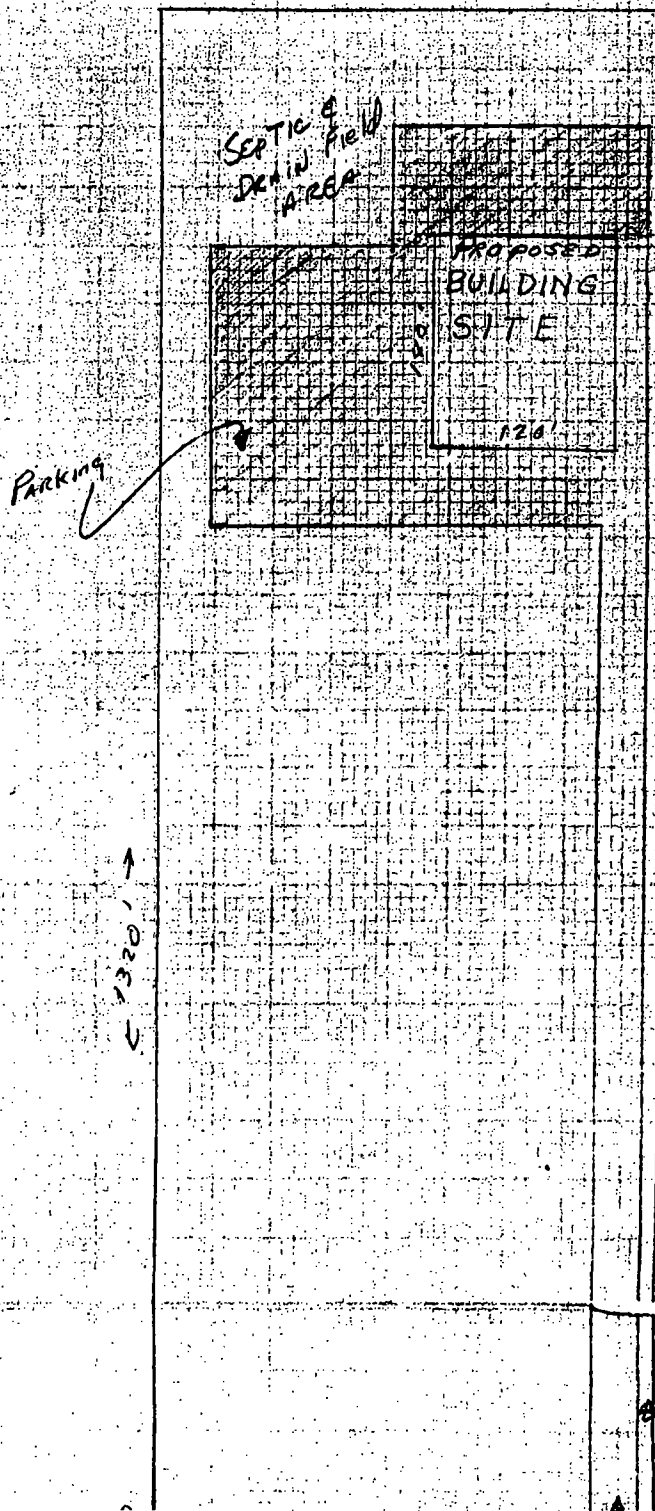 SEPTIC &
DRAIN FIELD
AREA
PROPOSED
BUILDING
SITE
120'
PARKING
← 1320' →